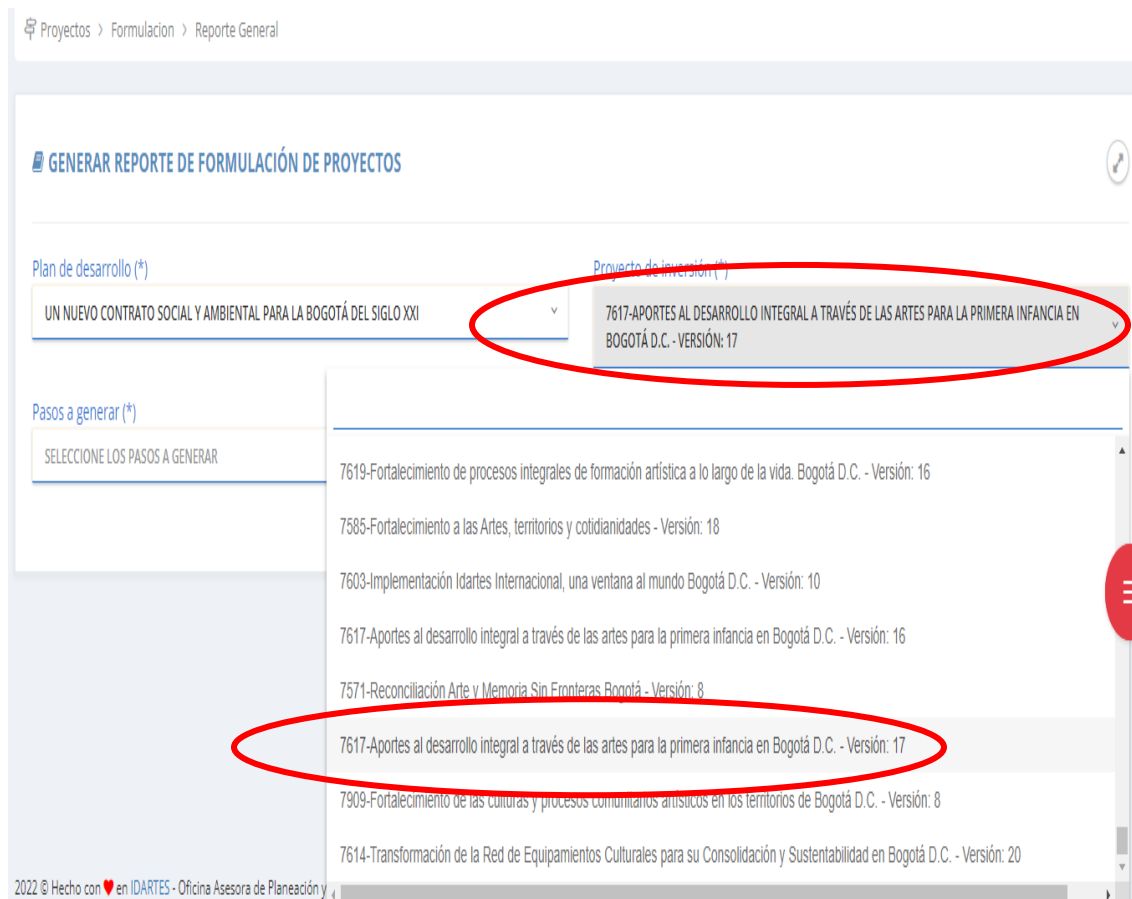 Proyectos > Formulacion > Reporte General
GENERAR REPORTE DE FORMULACIÓN DE PROYECTOS
Plan de desarrollo (*)
UN NUEVO CONTRATO SOCIAL Y AMBIENTAL PARA LA BOGOTÁ DEL SIGLO XXI
Proyecto de inversión (*)
7617-APORTES AL DESARROLLO INTEGRAL A TRAVÉS DE LAS ARTES PARA LA PRIMERA INFANCIA EN
BOGOTÁ D.C. - VERSIÓN: 17
Pasos a generar (*)
SELECCIONE LOS PASOS A GENERAR
7619-Fortalecimiento de procesos integrales de formación artística a lo largo de la vida. Bogotá D.C. - Versión: 16
7585-Fortalecimiento a las Artes, territorios y cotidianidades - Versión: 18
7603-Implementación Idartes Internacional, una ventana al mundo Bogotá D.C. - Versión: 10
7617-Aportes al desarrollo integral a través de las artes para la primera infancia en Bogotá D.C. - Versión: 16
7571-Reconciliación Arte y Memoria Sin Fronteras Bogotá - Versión: 8
7617-Aportes al desarrollo integral a través de las artes para la primera infancia en Bogotá D.C. - Versión: 17
7909-Fortalecimiento de las culturas y procesos comunitarios artísticos en los territorios de Bogotá D.C. - Versión: 8
7614-Transformación de la Red de Equipamientos Culturales para su Consolidación y Sustentabilidad en Bogotá D.C. - Versión: 20
2022 © Hecho con ❤ en IDARTES - Oficina Asesora de Planeación y